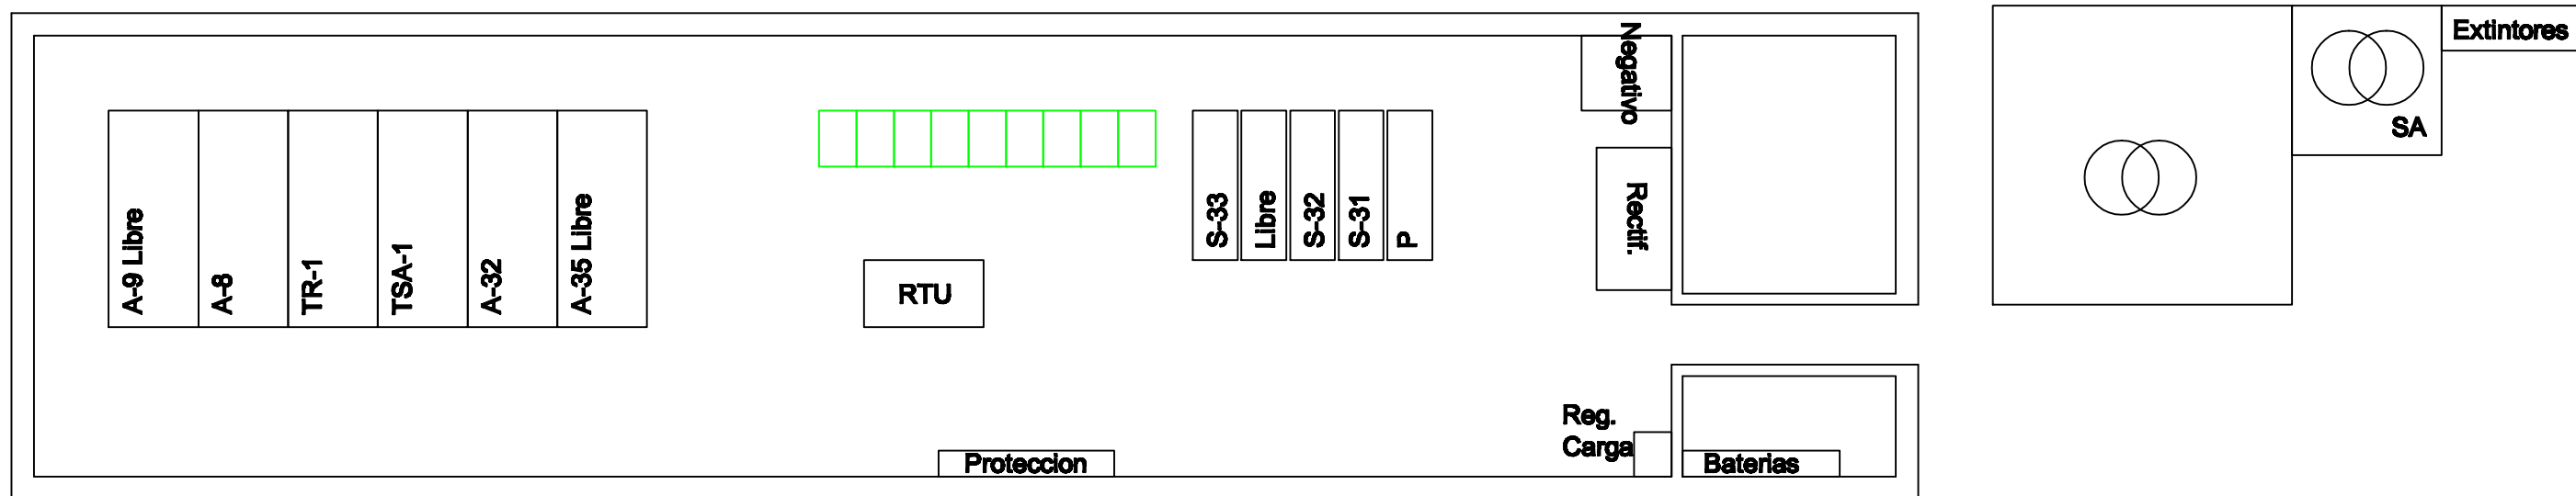 Extintores
Negativo
SA
A-9 Libre
A-8
TR-1
TSA-1
A-32
A-35 Libre
S-33
Libre
S-32
S-31
P
Rectif.
RTU
Reg.
Carga
Proteccion
Baterias